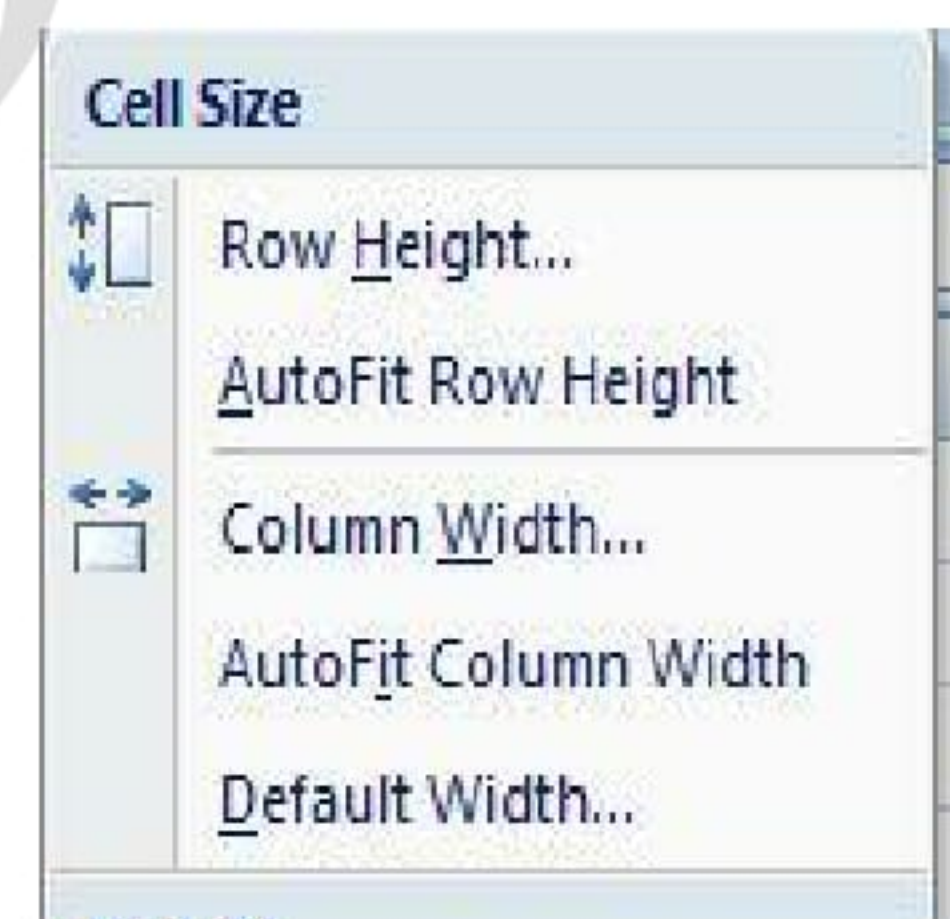 Cell Size
Row Height...
AutoFit Row Height
Column Width...
AutoFit Column Width
Default Width...